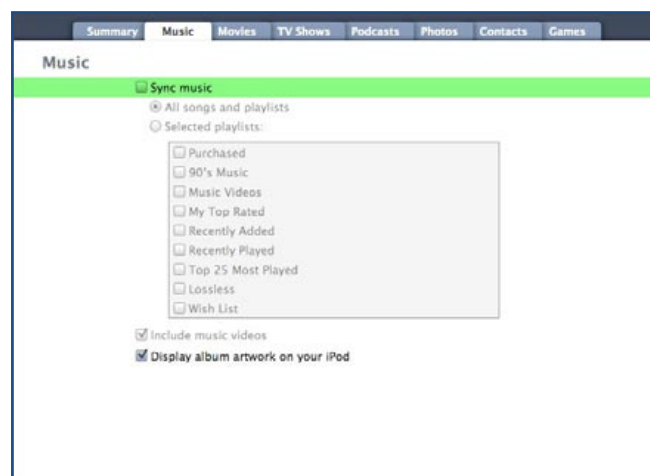 Summary Music Movies TV Shows Podcasts Photos Contacts Games
Music
Sync music
All songs and playlists
Selected playlists:
Purchased
90's Music
Music Videos
My Top Rated
Recently Added
Recently Played
Top 25 Most Played
Lossless
Wish List
Include music videos
Display album artwork on your iPod